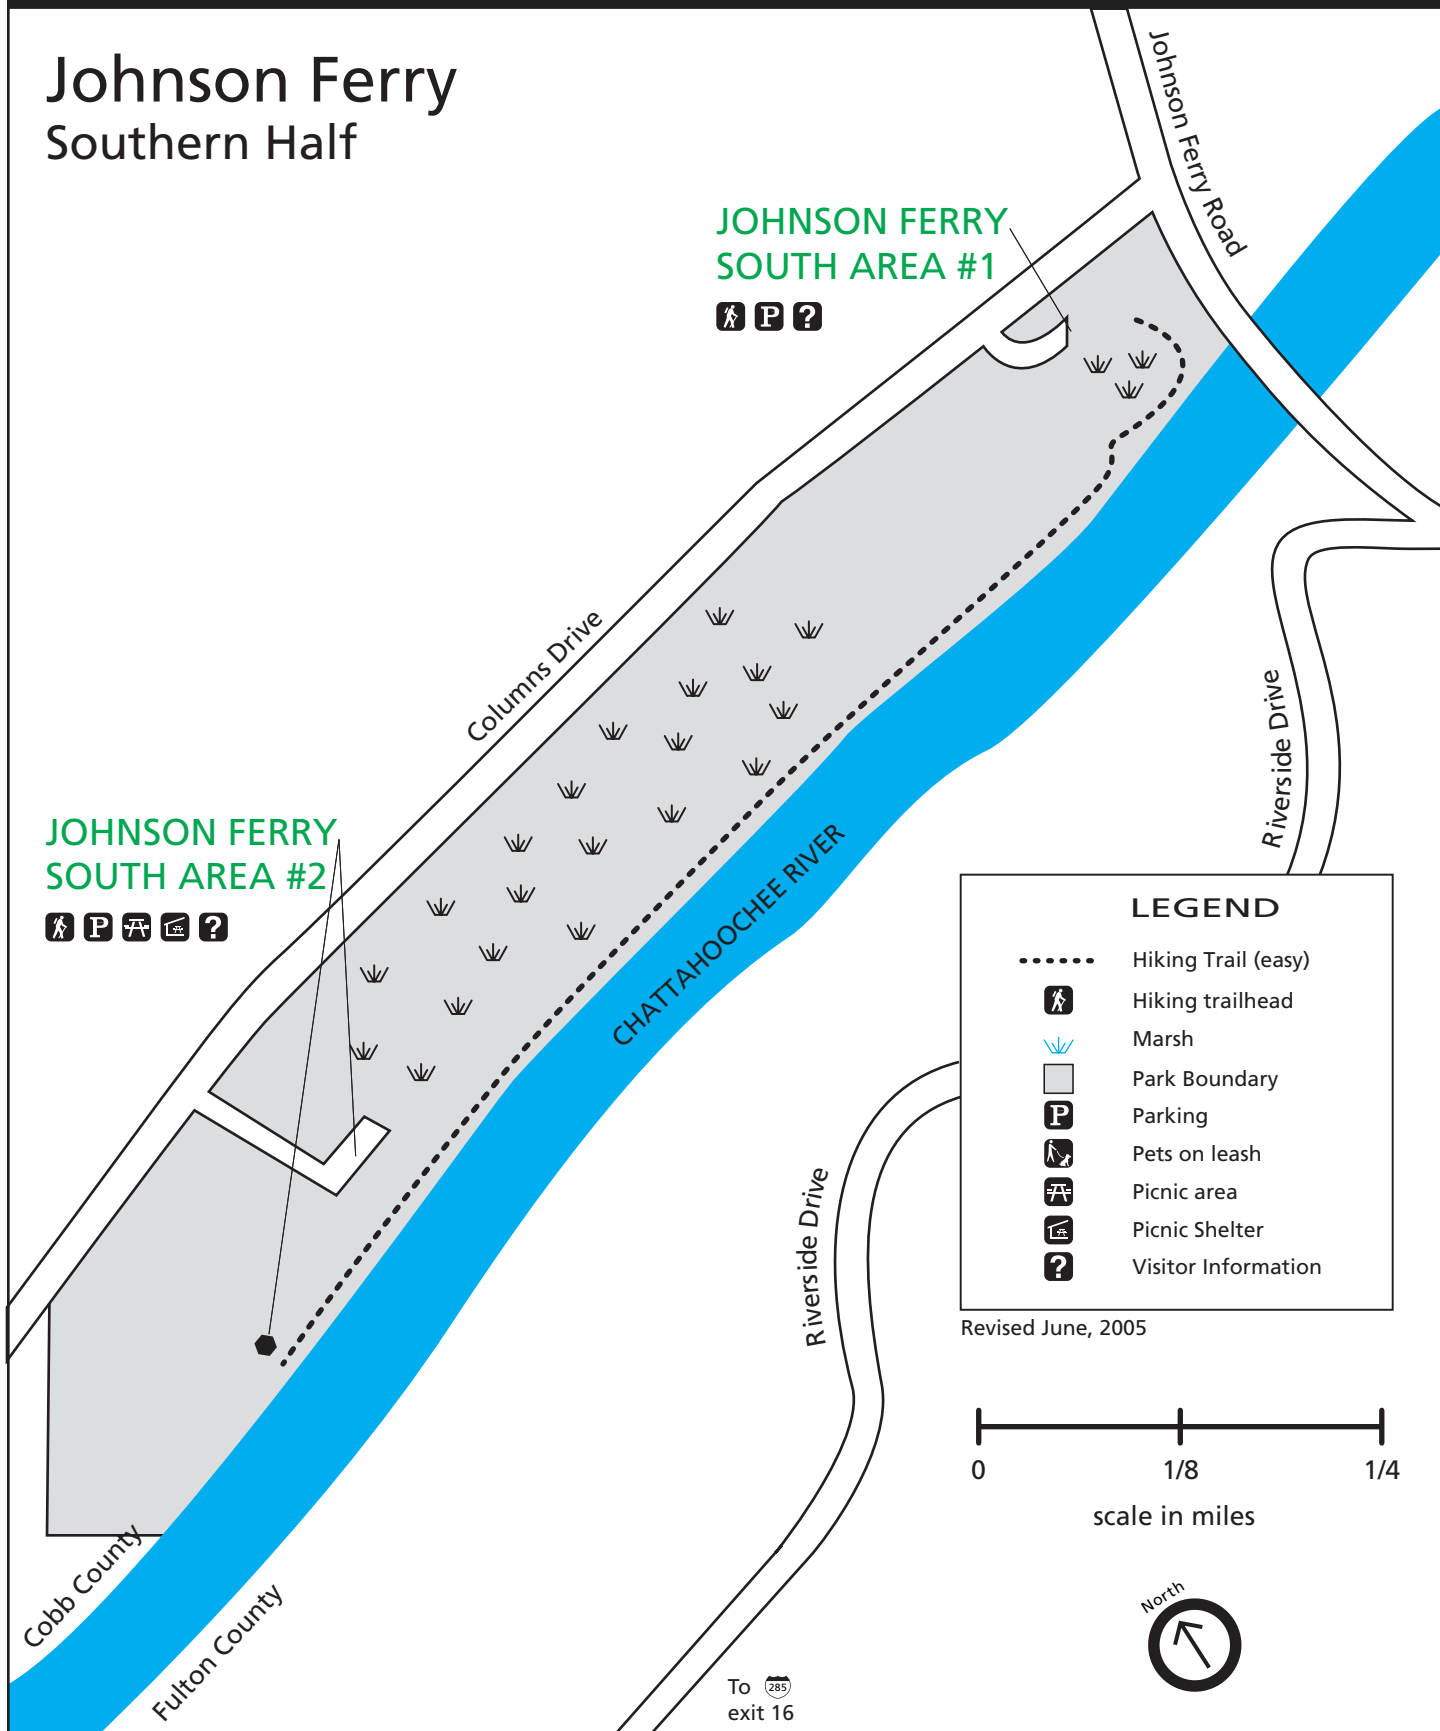 Johnson Ferry
Southern Half
Johnson Ferry Road
JOHNSON FERRY
SOUTH AREA #1
P ?
Columns Drive
Riverside Drive
JOHNSON FERRY
SOUTH AREA #2
P ?
CHATTAHOOCHEE RIVER
LEGEND
Hiking Trail (easy)
Hiking trailhead
Marsh
Park Boundary
P Parking
Pets on leash
Picnic area
Picnic Shelter
? Visitor Information
Revised June, 2005
Riverside Drive
0 1/8 1/4
scale in miles
North
Cobb County
Fulton County
To 285
exit 16